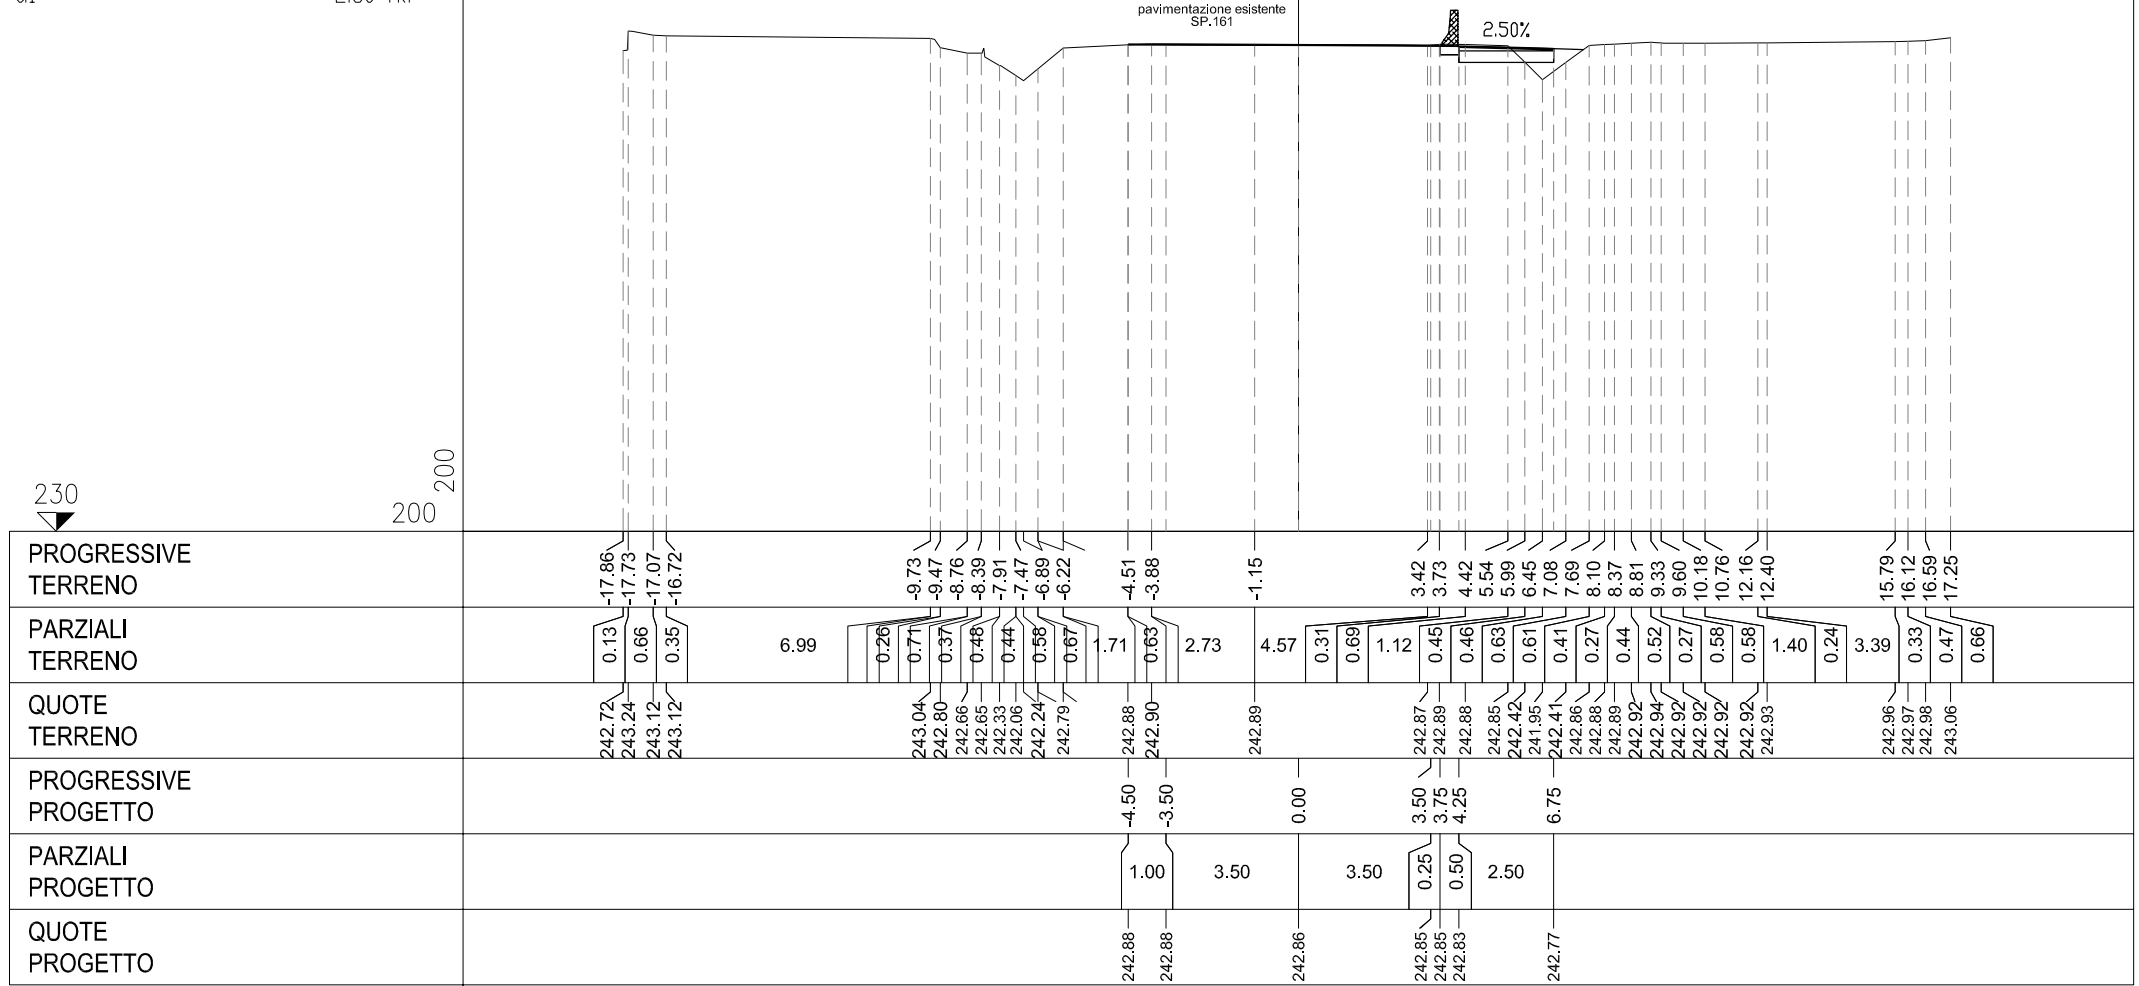 pavimentazione esistente
SP.161
2.50%
200
230
200
PROGRESSIVE
TERRENO
-17.86 -17.73 -17.07 -16.72 -9.73 -9.47 -8.76 -8.39 -7.91 -7.47 -6.89 -6.22 -4.51 -3.88 -1.15 3.42 3.73 4.42 5.54 5.99 6.45 7.08 7.69 8.10 8.37 8.81 9.33 9.60 10.18 10.76 12.16 12.40 15.79 16.12 16.59 17.25
PARZIALI
TERRENO
0.13 0.66 0.35 6.99 0.26 0.71 0.37 0.48 0.44 0.58 0.67 1.71 0.63 2.73 4.57 0.31 0.69 1.12 0.45 0.46 0.63 0.61 0.41 0.27 0.44 0.52 0.27 0.58 0.58 1.40 0.24 3.39 0.33 0.47 0.66
QUOTE
TERRENO
242.72 243.24 243.12 243.12 243.04 242.80 242.66 242.65 242.33 242.06 242.24 242.79 242.88 242.90 242.89 242.87 242.89 242.88 242.85 242.42 241.95 242.41 242.86 242.88 242.89 242.92 242.94 242.92 242.92 242.92 242.93 242.96 242.97 242.98 243.06
PROGRESSIVE
PROGETTO
-4.50 -3.50 0.00 3.50 3.75 4.25 6.75
PARZIALI
PROGETTO
1.00 3.50 3.50 0.25 0.50 2.50
QUOTE
PROGETTO
242.88 242.88 242.86 242.85 242.85 242.83 242.77